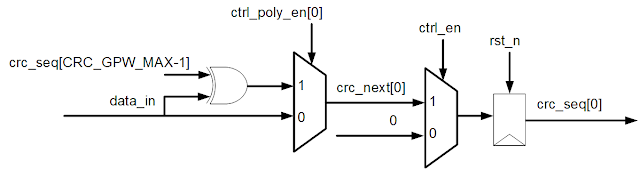 ctrl_poly_en[0]
ctrl_en
rst_n
crc_seq[CRC_GPW_MAX-1]
data_in
1
0
crc_next[0]
0
1
0
crc_seq[0]